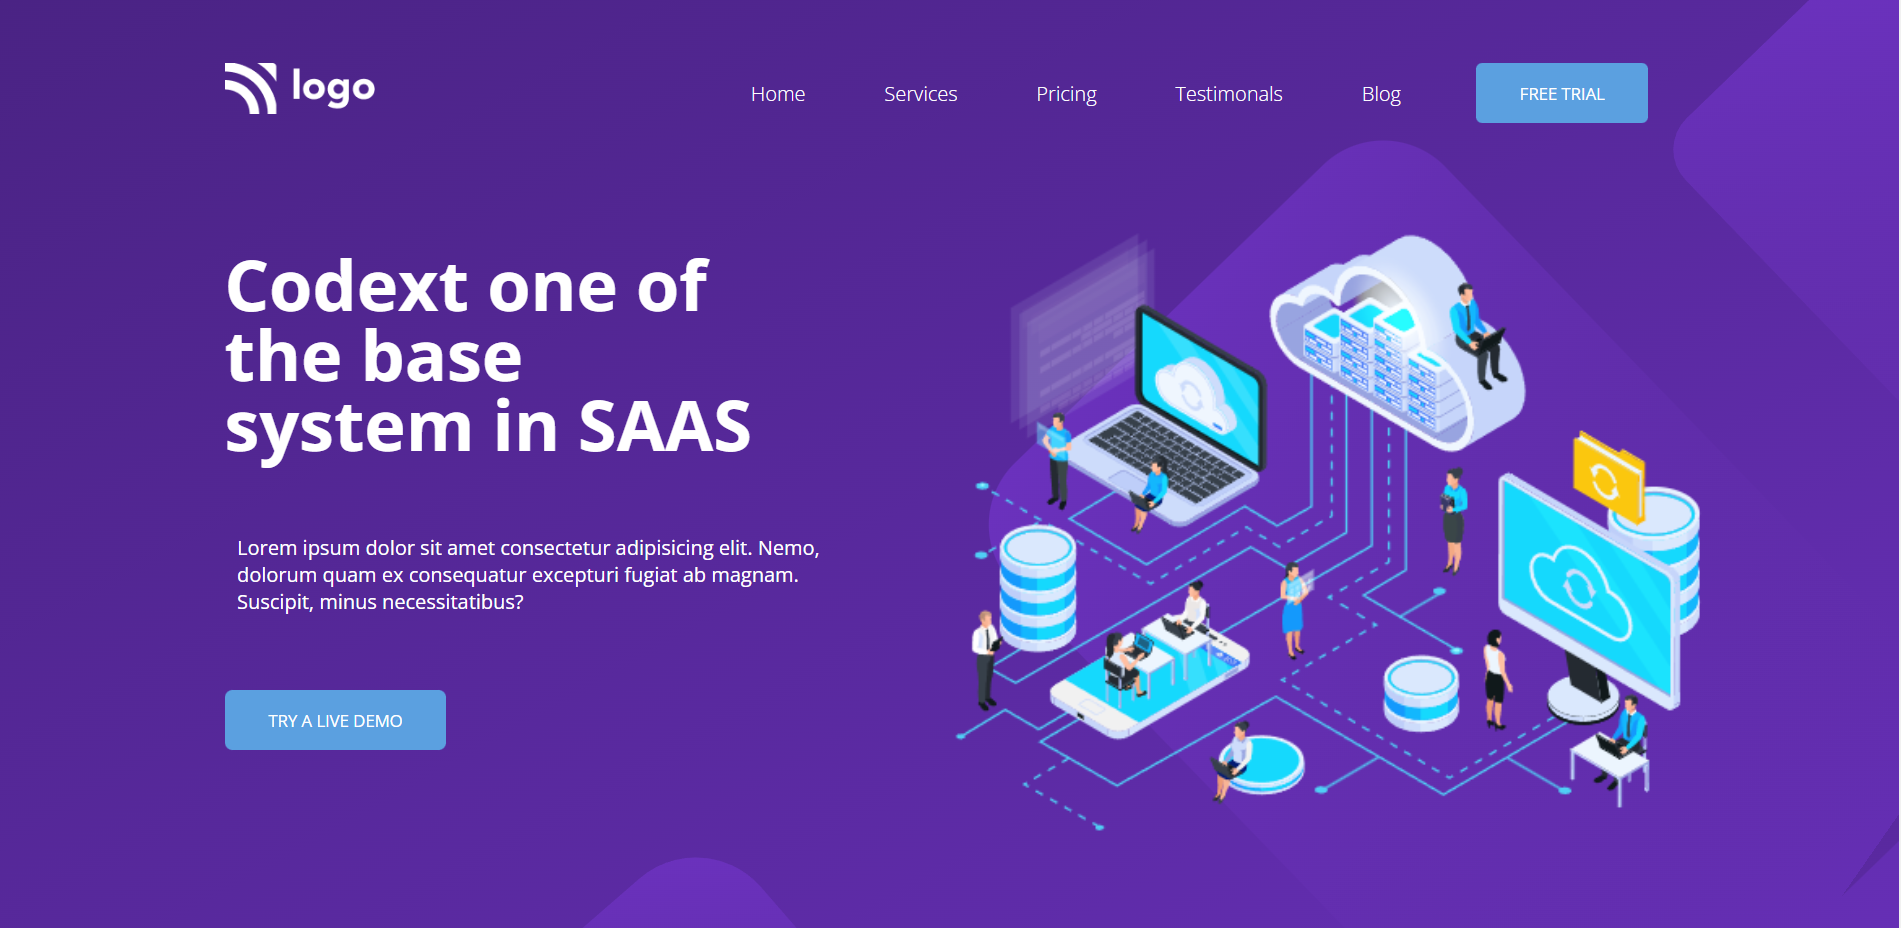 logo
Home
Services
Pricing
Testimonals
Blog
FREE TRIAL
Codext one of
the base
system in SAAS
Lorem ipsum dolor sit amet consectetur adipisicing elit. Nemo,
dolorum quam ex consequatur excepturi fugiat ab magnam.
Suscipit, minus necessitatibus?
TRY A LIVE DEMO